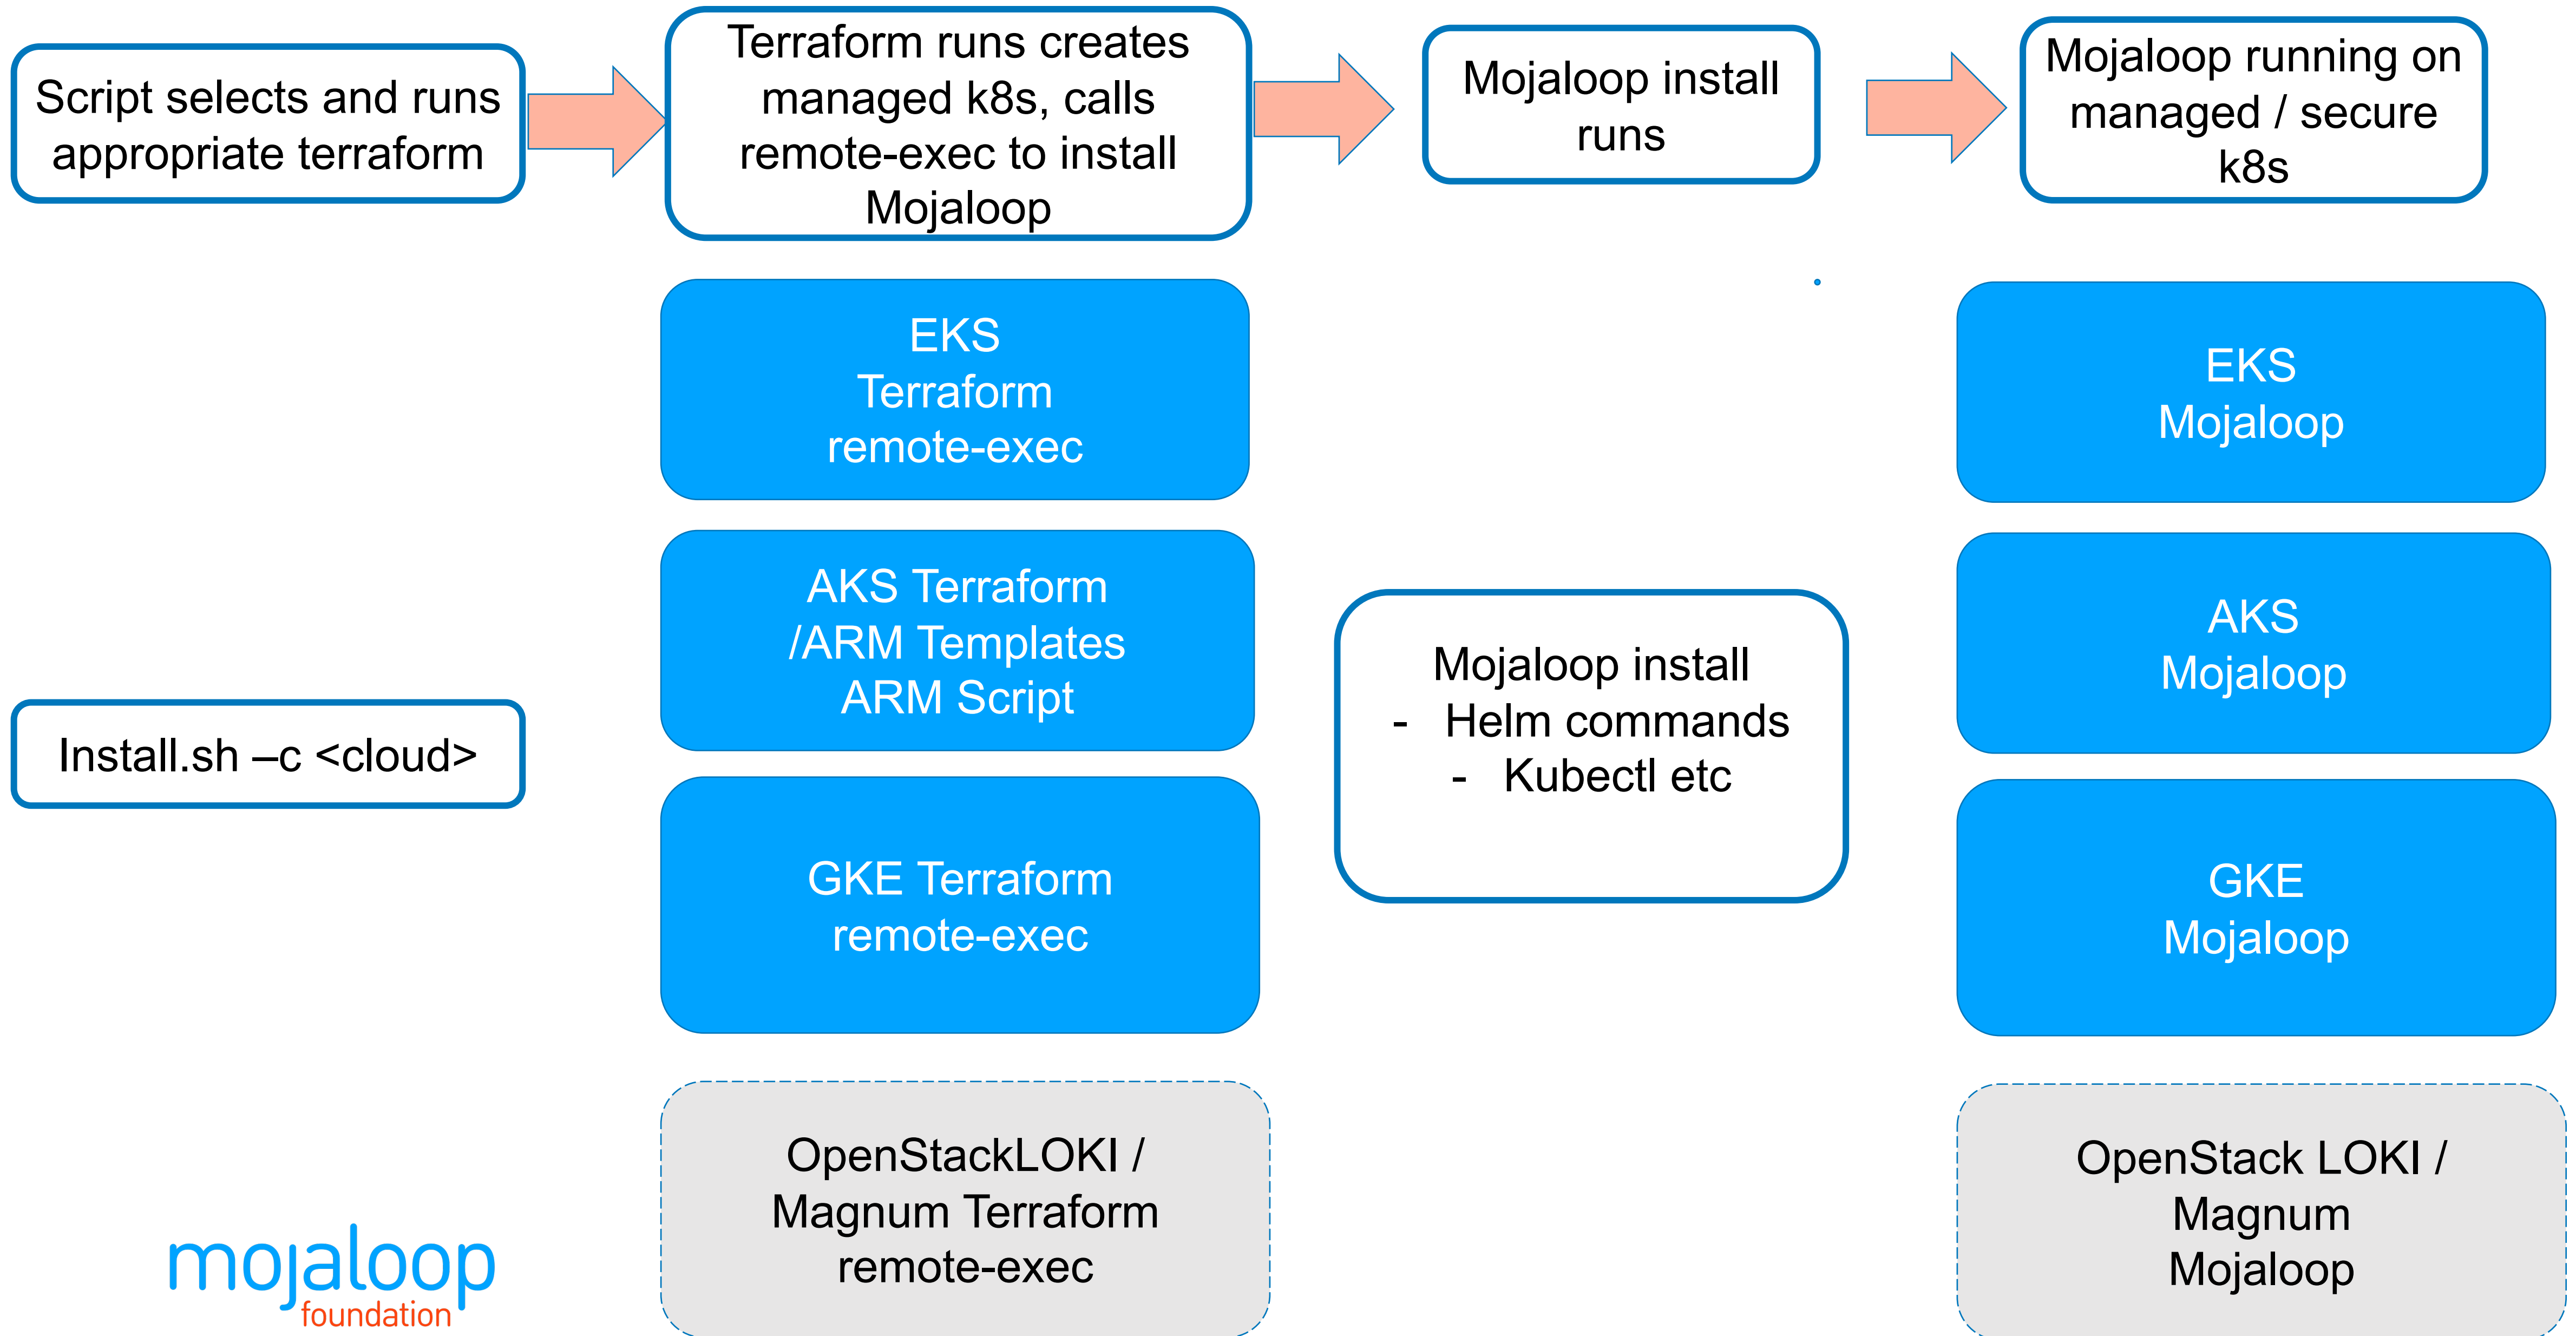 Script selects and runs
appropriate terraform
Terraform runs creates
managed k8s, calls
remote-exec to install
Mojaloop
Mojaloop install
runs
Mojaloop running on
managed / secure
k8s
Install.sh –c <cloud>
EKS
Terraform
remote-exec
AKS Terraform
/ARM Templates
ARM Script
GKE Terraform
remote-exec
OpenStackLOKI /
Magnum Terraform
remote-exec
Mojaloop install
- Helm commands
- Kubectl etc
EKS
Mojaloop
AKS
Mojaloop
GKE
Mojaloop
OpenStack LOKI /
Magnum
Mojaloop
mojaloop
foundation